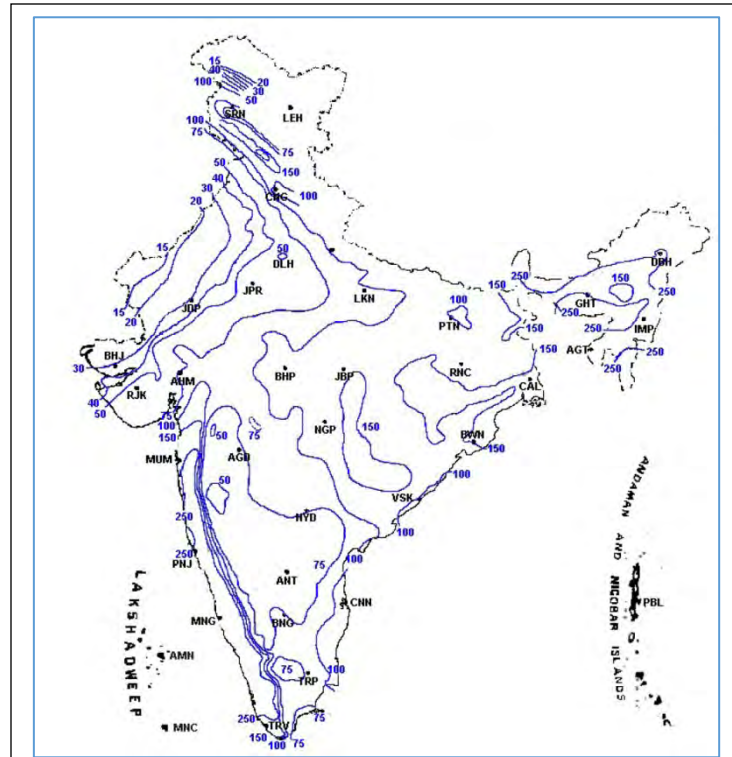 15
40
100
20
30
50
SRN
LEH
100
75
75
150
50
40
30
20
CHG
100
15
50
DLH
DBH
250
150
150
GHT
250
250
JPR
LKN
JDP
15
20
100
PTN
150
250
IMP
BHJ
30
AHM
BHP
JBP
RNC
150
AGT
250
250
CAL
40
50
RJK
75
100
150
50
75
NGP
150
BWN
150
MUM
AGD
50
VSK
100
250
HYD
100
250
PNJ
75
100
ANT
CNN
MNG
BNG
AMN
75
TRP
100
250
TRV
75
150
100
75
MNC
LAKSHADWEEP
ANDAMAN AND NICOBAR ISLANDS
PBL